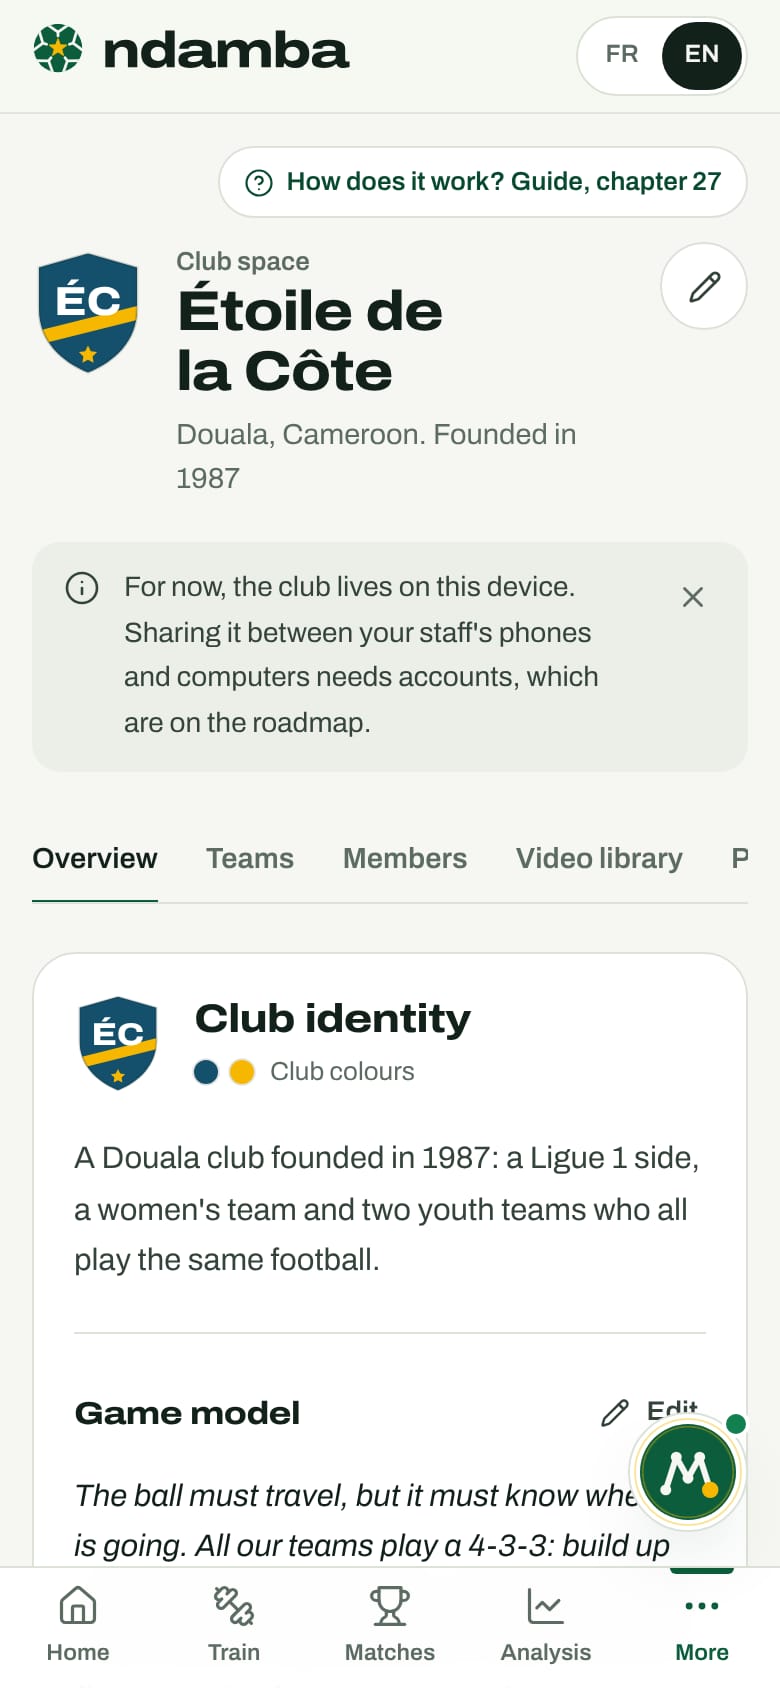 ndamba
FR EN
How does it work? Guide, chapter 27
ÉC
Club space
Étoile de
la Côte
Douala, Cameroon. Founded in
1987
For now, the club lives on this device.
Sharing it between your staff's phones
and computers needs accounts, which
are on the roadmap.
Overview Teams Members Video library P
ÉC
Club identity
Club colours
A Douala club founded in 1987: a Ligue 1 side,
a women's team and two youth teams who all
play the same football.
Game model
Edit
The ball must travel, but it must know
is going. All our teams play a 4-3-3: build up
M
Home Train Matches Analysis More